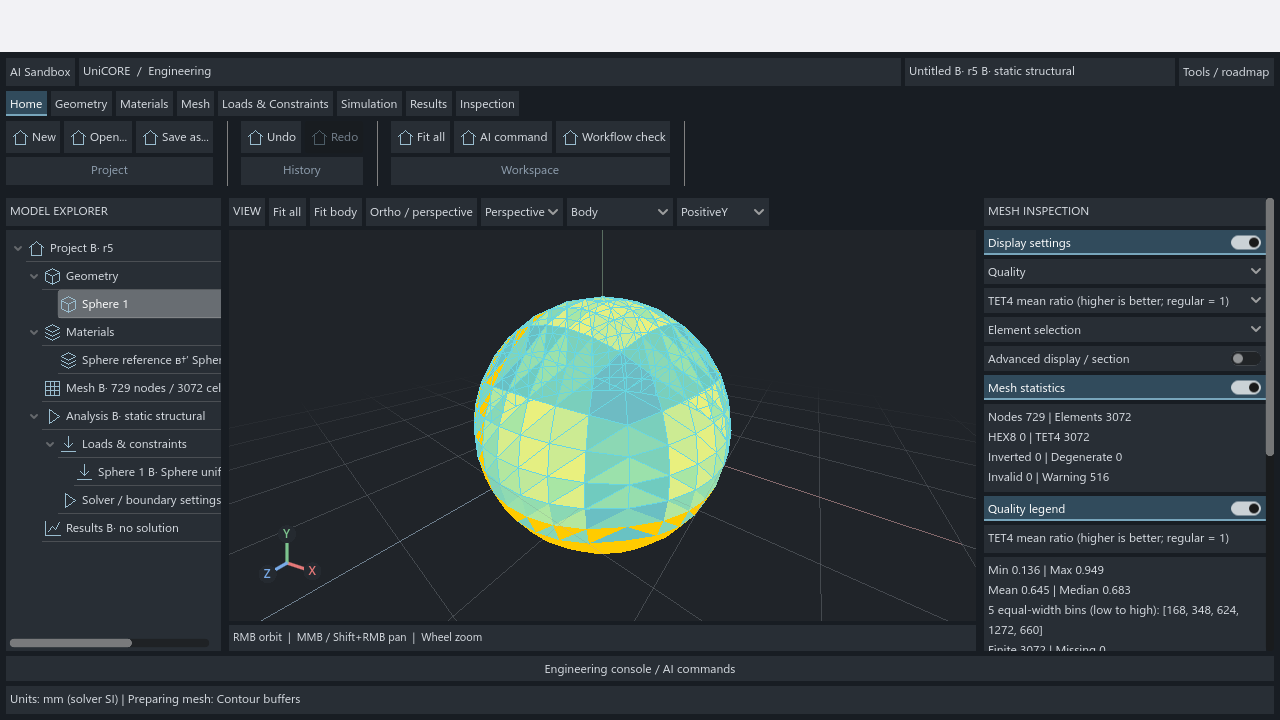 AI Sandbox
UniCORE / Engineering
Untitled В· r5 В· static structural
Tools / roadmap
Home
Geometry
Materials
Mesh
Loads & Constraints
Simulation
Results
Inspection
New
Open...
Save as...
Undo
Redo
Fit all
AI command
Workflow check
Project
History
Workspace
MODEL EXPLORER
VIEW
Fit all
Fit body
Ortho / perspective
Perspective
Body
PositiveY
MESH INSPECTION
Project В· r5
Geometry
Sphere 1
Materials
Sphere reference в†' Spher
Mesh В· 729 nodes / 3072 cel
Analysis В· static structural
Loads & constraints
Sphere 1 В· Sphere unif
Solver / boundary settings
Results В· no solution
Y
Z
X
RMB orbit | MMB / Shift+RMB pan | Wheel zoom
Display settings
Quality
TET4 mean ratio (higher is better; regular = 1)
Element selection
Advanced display / section
Mesh statistics
Nodes 729 | Elements 3072
HEX8 0 | TET4 3072
Inverted 0 | Degenerate 0
Invalid 0 | Warning 516
Quality legend
TET4 mean ratio (higher is better; regular = 1)
Min 0.136 | Max 0.949
Mean 0.645 | Median 0.683
5 equal-width bins (low to high): [168, 348, 624,
1272, 660]
Finite 3072 | Missing 0
Engineering console / AI commands
Units: mm (solver SI) | Preparing mesh: Contour buffers